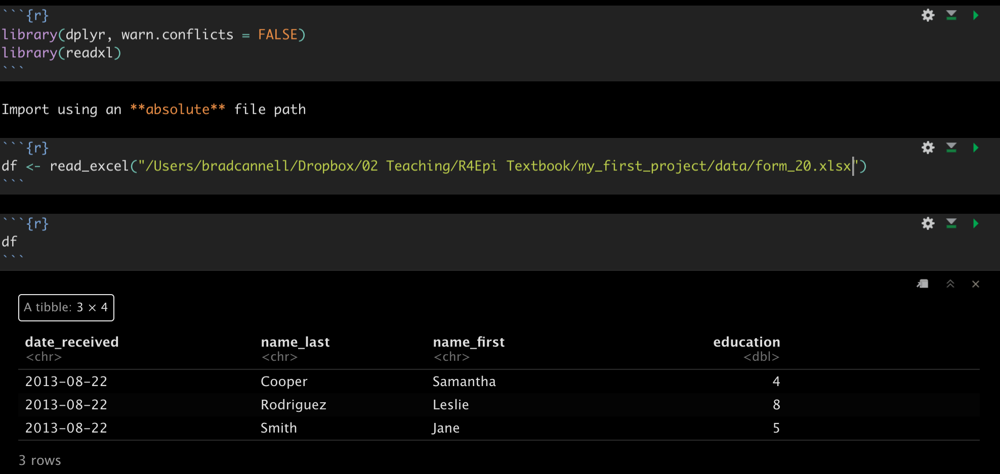 ```{r}
library(dplyr, warn.conflicts = FALSE)
library(readxl)
```
Import using an **absolute** file path
```{r}
df <- read_excel("/Users/bradcannell/Dropbox/02 Teaching/R4Epi Textbook/my_first_project/data/form_20.xlsx")
```
```{r}
df
```
A tibble: 3 × 4
date_received name_last name_first education
<chr> <chr> <chr> <dbl>
2013-08-22 Cooper Samantha 4
2013-08-22 Rodriguez Leslie 8
2013-08-22 Smith Jane 5
3 rows